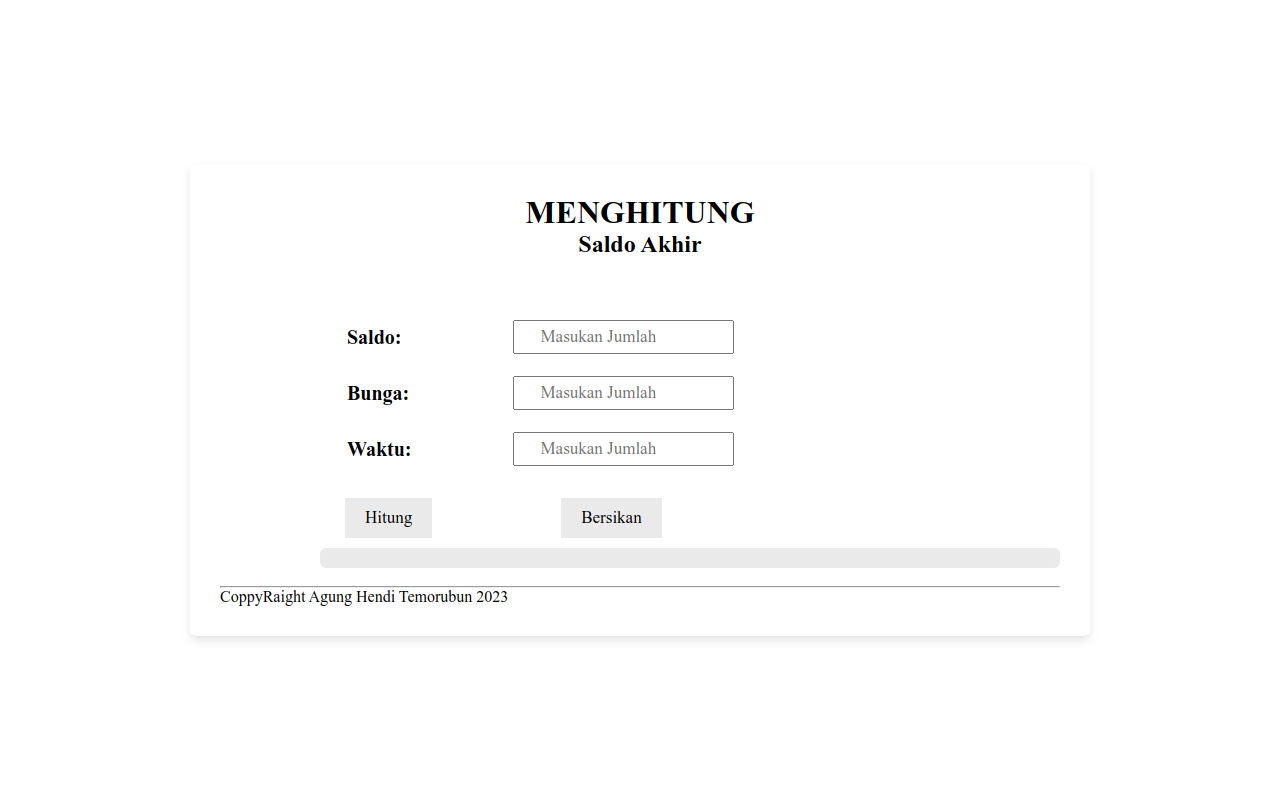 MENGHITUNG
Saldo Akhir
Saldo: Masukan Jumlah
Bunga: Masukan Jumlah
Waktu: Masukan Jumlah
Hitung Bersikan
CoppyRaight Agung Hendi Temorubun 2023